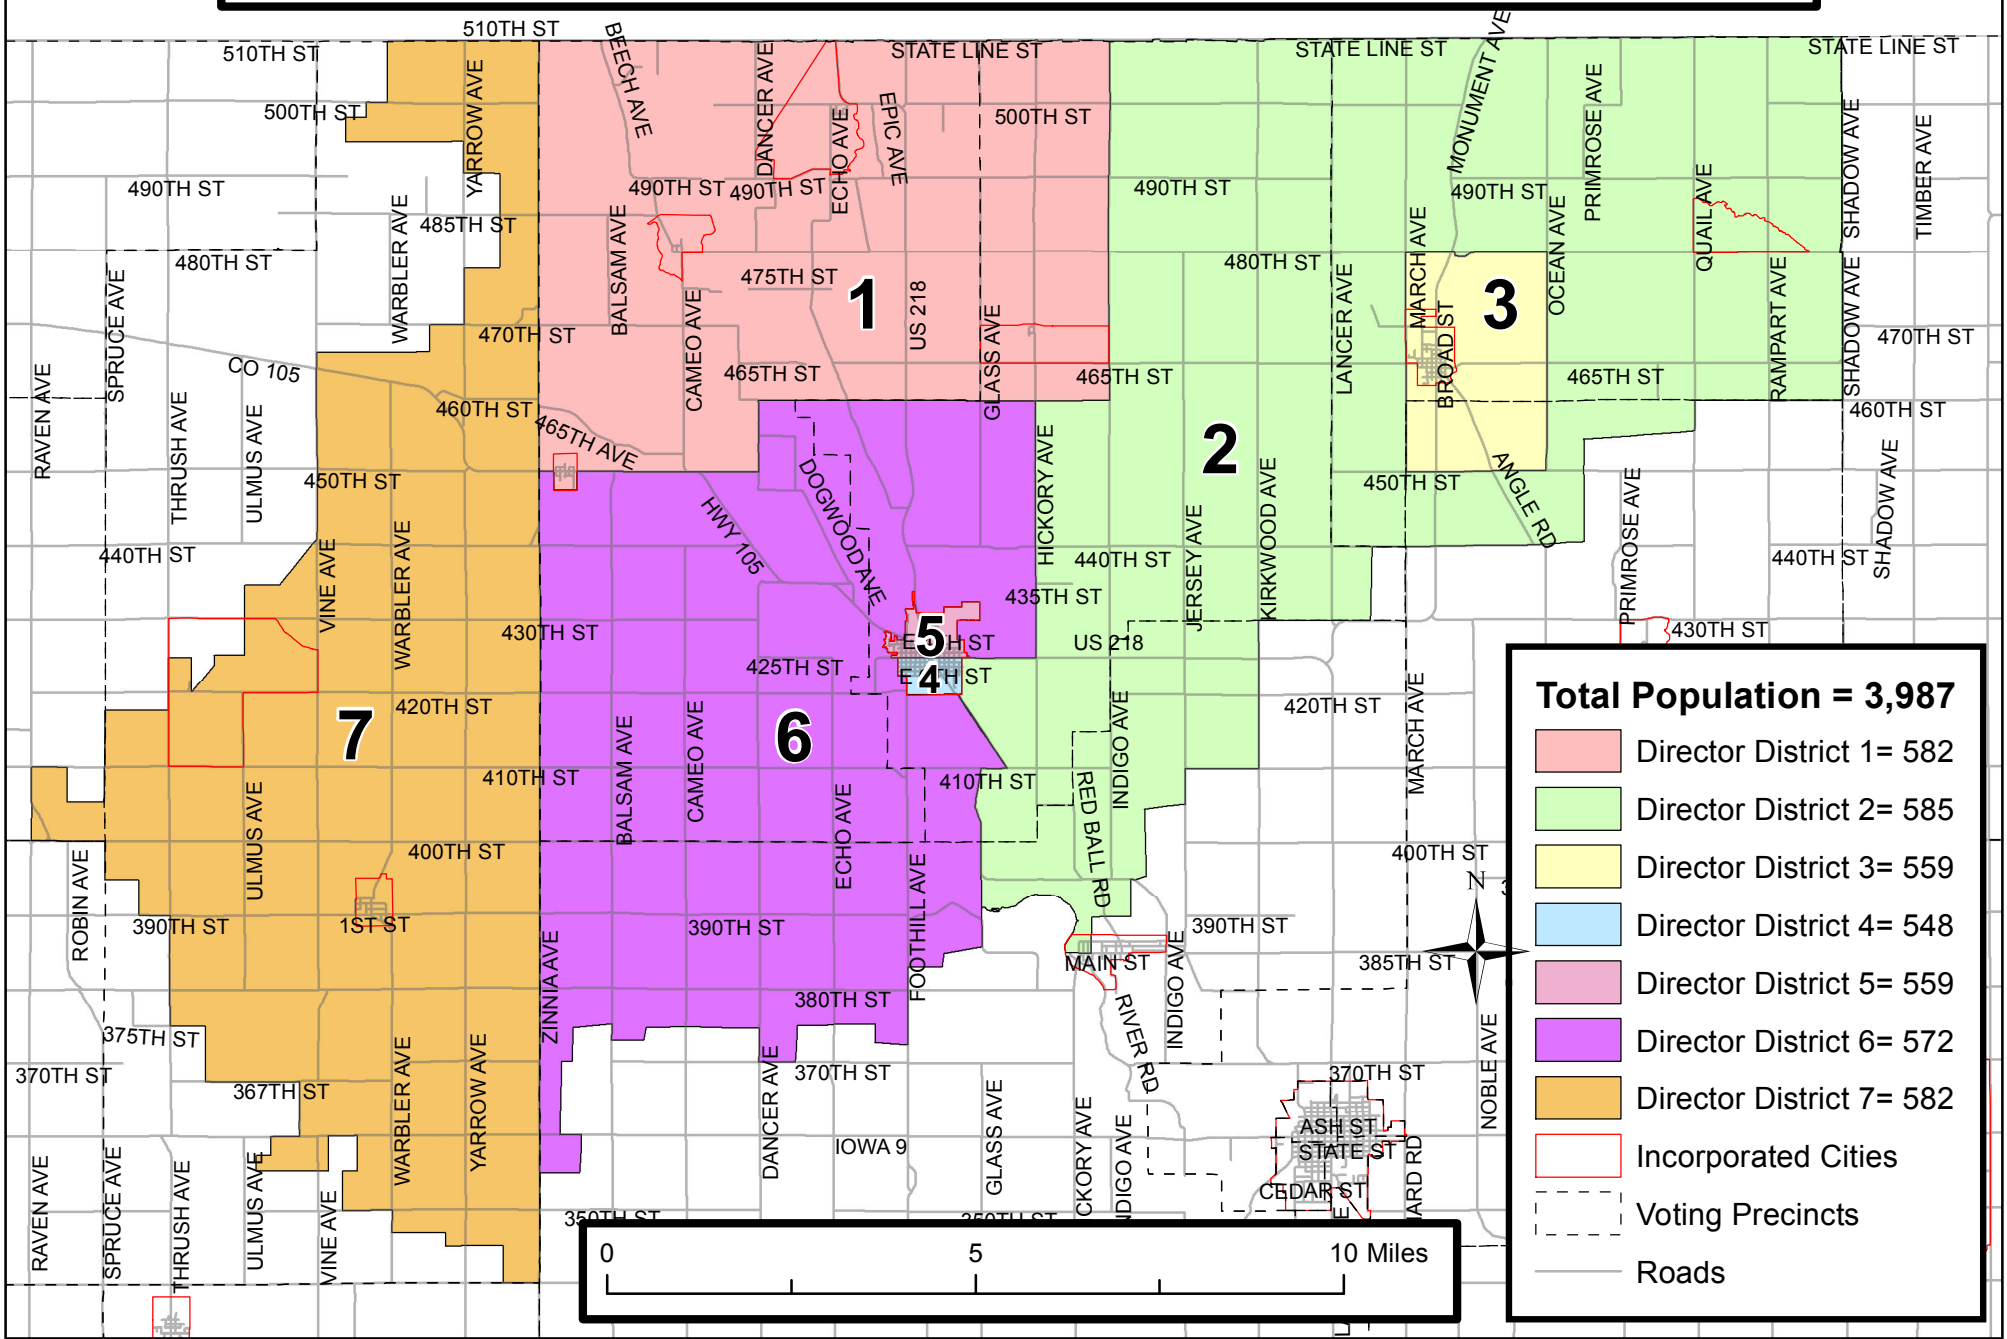 510TH ST
510TH ST
STATE LINE ST
STATE LINE ST
STATE LINE ST
BEECH AVE
DANCER AVE
MONUMENT AVE
YARROW AVE
500TH ST
ECHO AVE
EPIC AVE
500TH ST
PRIMROSE AVE
SHADOW AVE
TIMBER AVE
490TH ST
490TH ST
490TH ST
490TH ST
490TH ST
WARBLER AVE
485TH ST
BALSAM AVE
MARCH AVE
OCEAN AVE
QUAIL AVE
480TH ST
475TH ST
480TH ST
SPRUCE AVE
CAMEO AVE
1
US 218
GLASS AVE
LANCER AVE
BROAD ST
3
RAMPART AVE
SHADOW AVE
470TH ST
470TH ST
CO 105
465TH ST
465TH ST
465TH ST
RAVEN AVE
THRUSH AVE
ULMUS AVE
460TH ST
460TH ST
465TH AVE
2
450TH ST
HWY 105
DOGWOOD AVE
HICKORY AVE
JERSEY AVE
KIRKWOOD AVE
450TH ST
ANGLE RD
PRIMROSE AVE
SHADOW AVE
440TH ST
440TH ST
440TH ST
VINE AVE
WARBLER AVE
435TH ST
430TH ST
5
US 218
430TH ST
425TH ST
4
420TH ST
7
6
BALSAM AVE
CAMEO AVE
INDIGO AVE
420TH ST
MARCH AVE
410TH ST
410TH ST
ULMUS AVE
ECHO AVE
RED BALL RD
400TH ST
400TH ST
ROBIN AVE
FOOTHILL AVE
N
390TH ST
1ST ST
390TH ST
390TH ST
ZINNIA AVE
MAIN ST
INDIGO AVE
385TH ST
380TH ST
RIVER RD
375TH ST
370TH ST
370TH ST
370TH ST
NOBLE AVE
367TH ST
WARBLER AVE
YARROW AVE
DANCER AVE
GLASS AVE
CKORY AVE
NDIGO AVE
ASH ST
IOWA 9
STATE ST
RAVEN AVE
SPRUCE AVE
THRUSH AVE
ULMUS AVE
VINE AVE
CEDAR ST
350TH ST
Total Population = 3,987
Director District 1= 582
Director District 2= 585
Director District 3= 559
Director District 4= 548
Director District 5= 559
Director District 6= 572
Director District 7= 582
Incorporated Cities
Voting Precincts
Roads
0 5 10 Miles